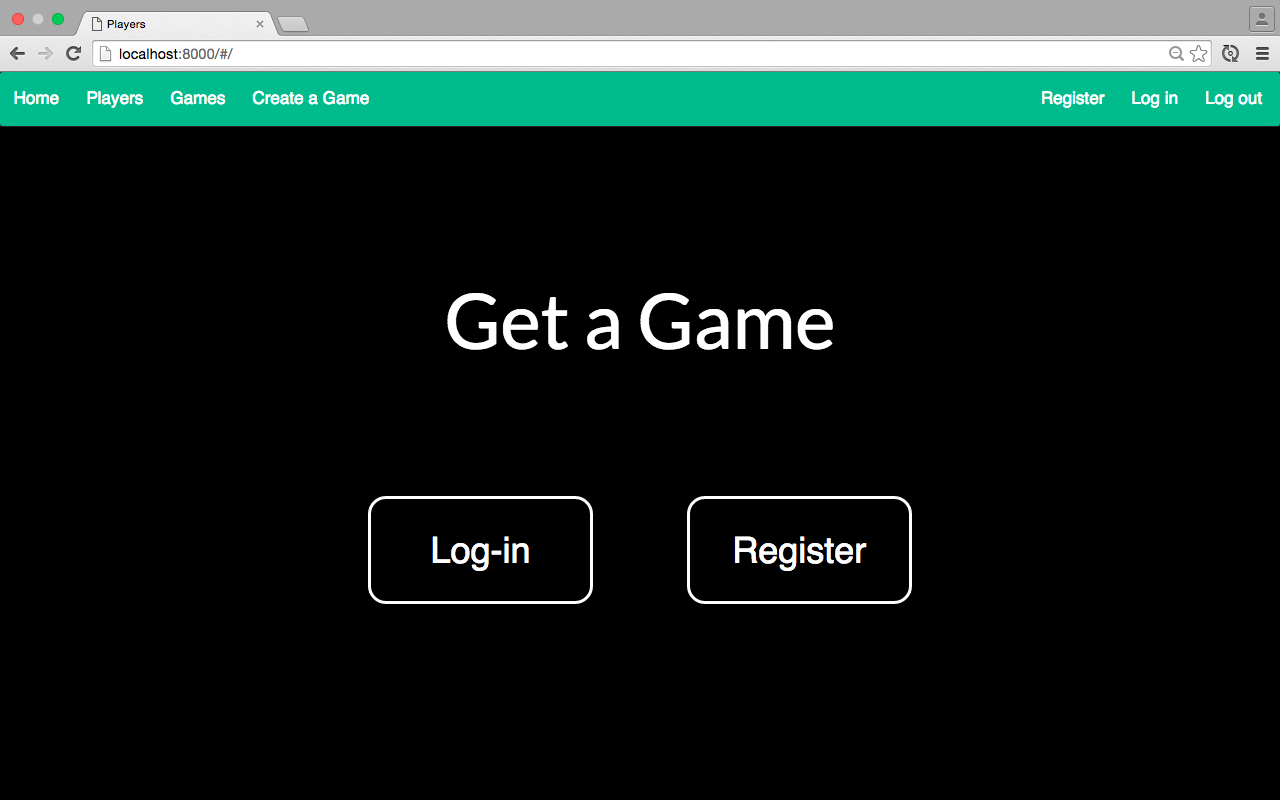 Players
localhost:8000/#/
Home Players Games Create a Game Register Log in Log out
Get a Game
Log-in Register